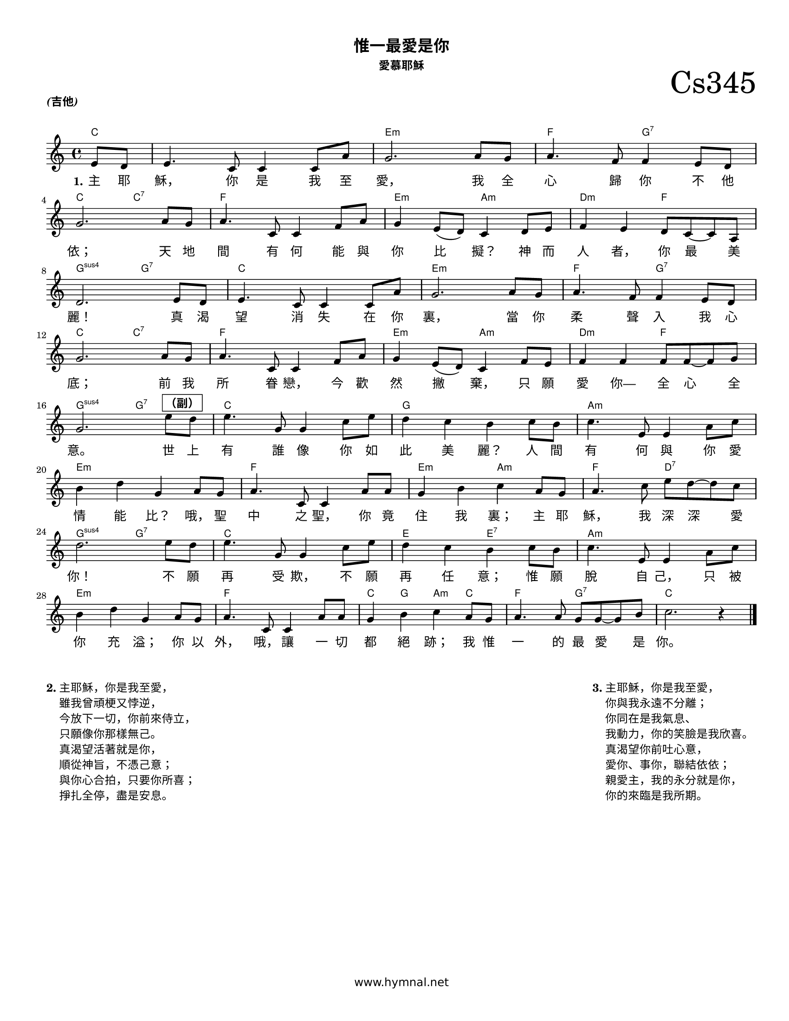 惟一最愛是你
愛慕耶穌
Cs345
(吉他)
C Em F G7
1. 主 耶 穌, 你 是 我 至 愛, 我 全 心 歸 你 不 他
4 C C7 F Em Am Dm F
依; 天 地 間 有 何 能 與 你 比 擬? 神 而 人 者, 你 最 美
8 Gsus4 G7 C Em F G7
麗! 真 渴 望 消 失 在 你 裏, 當 你 柔 聲 入 我 心
12 C C7 F Em Am Dm F
底; 前 我 所 眷 戀, 今 歡 然 撇 棄, 只 願 愛 你— 全 心 全
16 Gsus4 G7 (副) C G Am
意。 世 上 有 誰 像 你 如 此 美 麗? 人 間 有 何 與 你 愛
20 Em F Em Am F D7
情 能 比? 哦, 聖 中 之 聖, 你 竟 住 我 裏; 主 耶 穌, 我 深 深 愛
24 Gsus4 G7 C E E7 Am
你! 不 願 再 受 欺, 不 願 再 任 意; 惟 願 脫 自 己, 只 被
28 Em F C G Am C F G7 C
你 充 溢; 你 以 外, 哦, 讓 一 切 都 絕 跡; 我 惟 一 的 最 愛 是 你。
2. 主耶穌,你是我至愛,
雖我曾頑梗又悖逆,
今放下一切,你前來侍立,
只願像你那樣無己。
真渴望活著就是你,
順從神旨,不憑己意;
與你心合拍,只要你所喜;
掙扎全停,盡是安息。
3. 主耶穌,你是我至愛,
你與我永遠不分離;
你同在是我氣息、
我動力,你的笑臉是我欣喜。
真渴望你前吐心意,
愛你、事你,聯結依依;
親愛主,我的永分就是你,
你的來臨是我所期。
www.hymnal.net